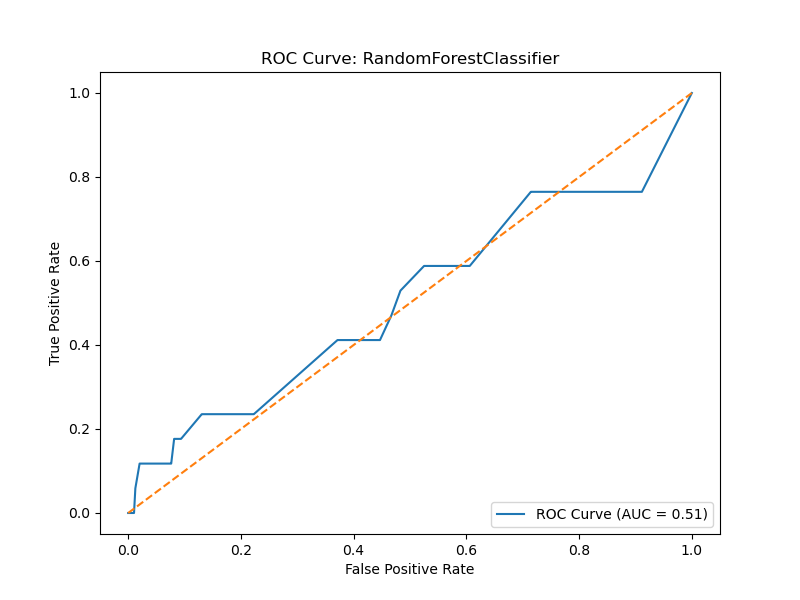 ROC Curve: RandomForestClassifier
1.0
0.8
0.6
0.4
0.2
0.0
True Positive Rate
ROC Curve (AUC = 0.51)
0.0 0.2 0.4 0.6 0.8 1.0
False Positive Rate